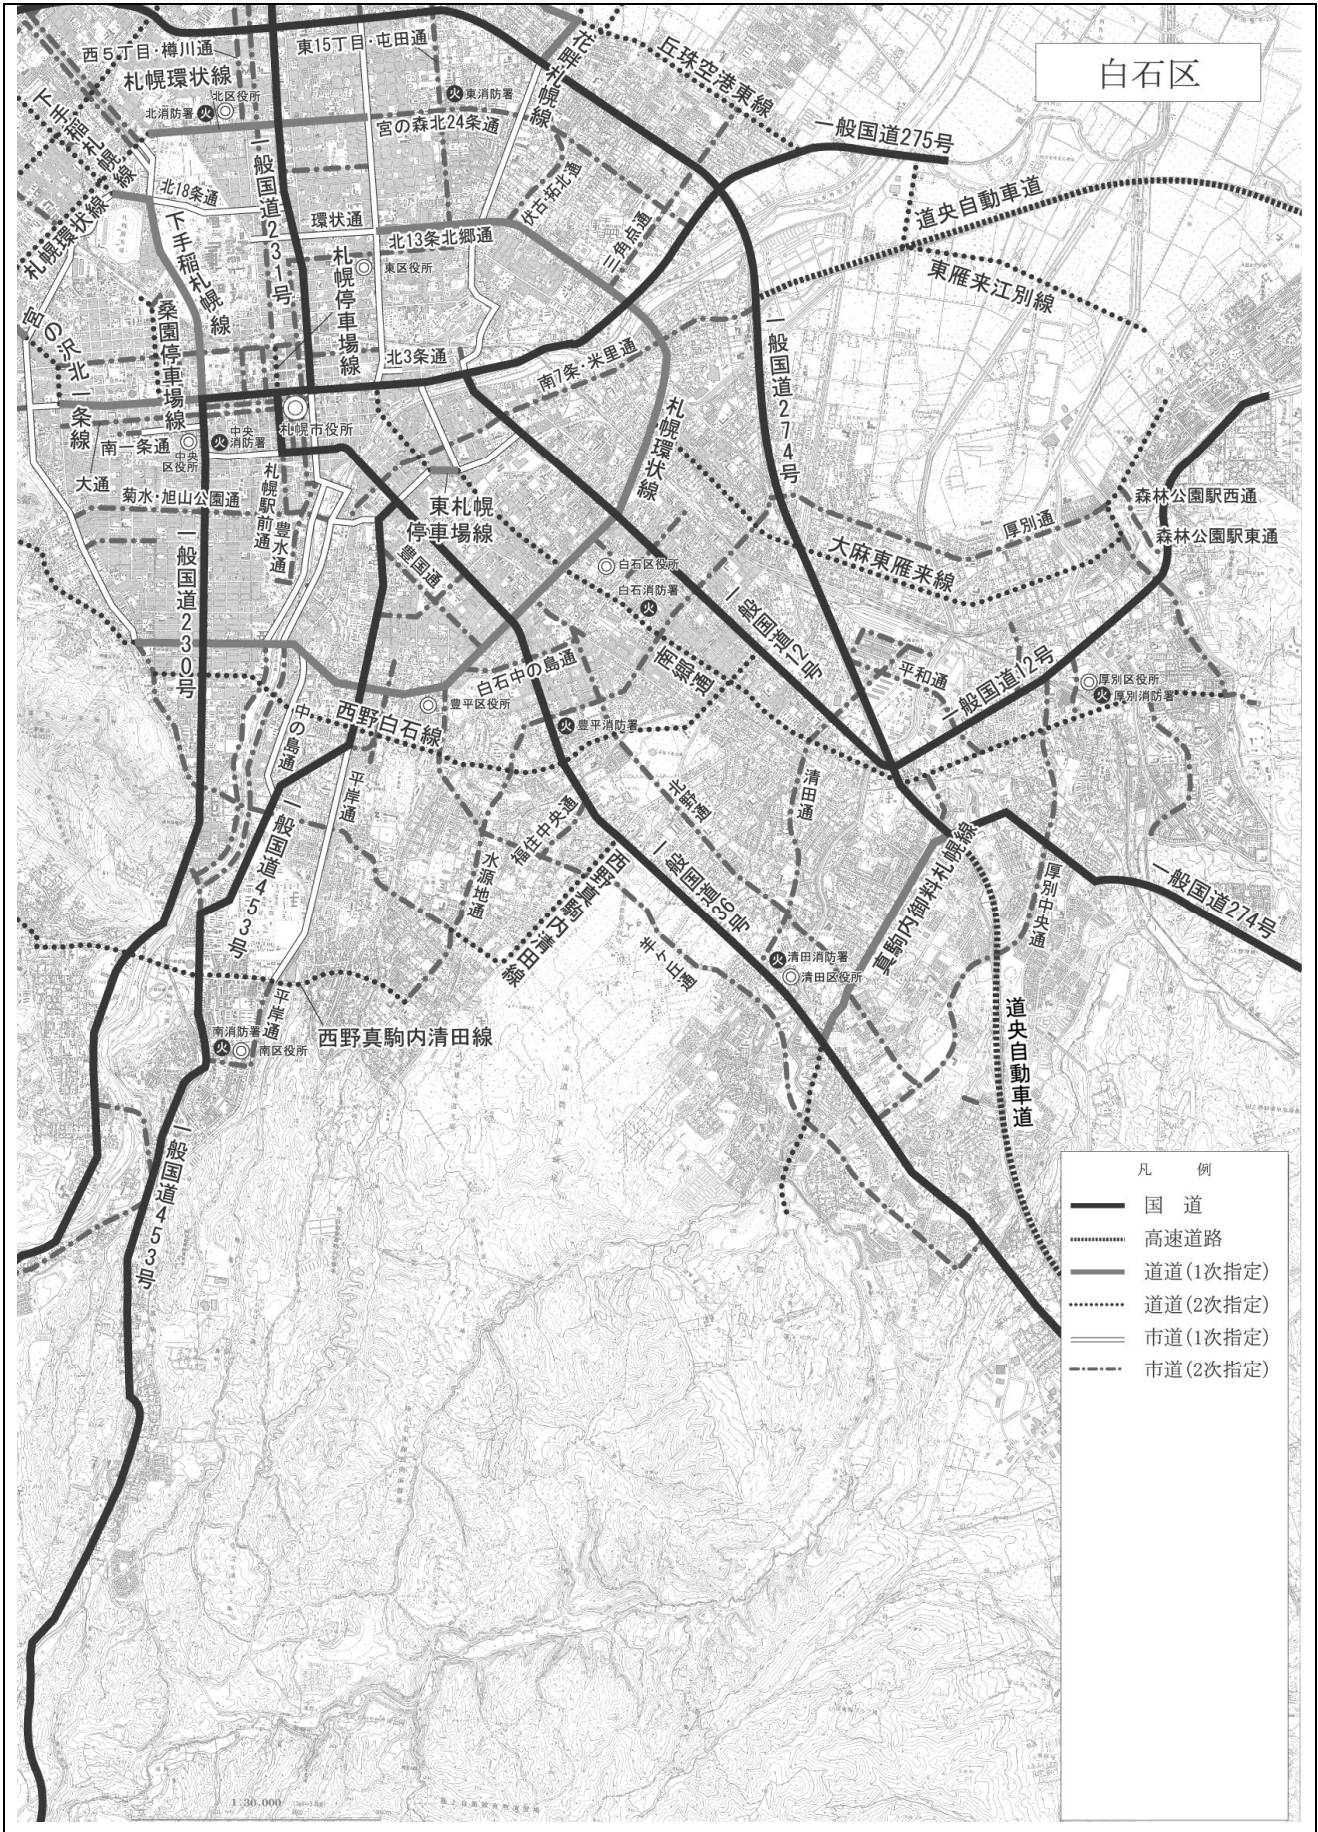 白石区
西5丁目・樽川通
東15丁目・屯田通
花畔札幌線
丘珠空港東線
札幌環状線
北区役所
北消防署
火
東消防署
火
下手稲札幌線
宮の森北24条通
一般国道275号
一般国道231号
北18条通
伏古拓北通
道央自動車道
環状通
北13条北郷通
三角点通
札幌環状線
下手稲札幌線
札幌停車場線
東区役所
東雁来江別線
宮の沢北一条線
桑園停車場線
北3条通
南7条・米里通
一般国道274号
札幌環状線
札幌市役所
南一条通
中央区役所
火
中央消防署
大通
菊水・旭山公園通
札幌駅前通
豊水通
東札幌停車場線
森林公園駅西通
森林公園駅東通
厚別通
大麻東雁来線
一般国道230号
豊国通
白石区役所
白石消防署
火
一般国道12号
南郷通
平和通
一般国道12号
厚別区役所
火
厚別消防署
白石中の島通
豊平区役所
西野白石線
火
豊平消防署
中の島通
平岸通
清田通
北野通
一般国道453号
福住中央通
水源地通
西野真駒内清田線
一般国道36号
真駒内御料札幌線
厚別中央通
一般国道274号
羊ケ丘通
火
清田消防署
清田区役所
平岸通
西野真駒内清田線
南消防署
火
南区役所
道央自動車道
一般国道453号
凡 例
国 道
高速道路
道道(1次指定)
道道(2次指定)
市道(1次指定)
市道(2次指定)
1:30,000